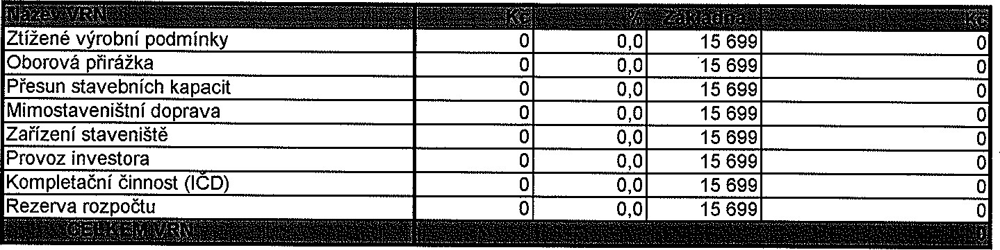 Název VRN Kč % Základna Kč
Ztížené výrobní podmínky 0 0,0 15 699 0
Oborová přirážka 0 0,0 15 699 0
Přesun stavebních kapacit 0 0,0 15 699 0
Mimostaveništní doprava 0 0,0 15 699 0
Zařízení staveniště 0 0,0 15 699 0
Provoz investora 0 0,0 15 699 0
Kompletační činnost (IČD) 0 0,0 15 699 0
Rezerva rozpočtu 0 0,0 15 699 0
CELKEM VRN 0